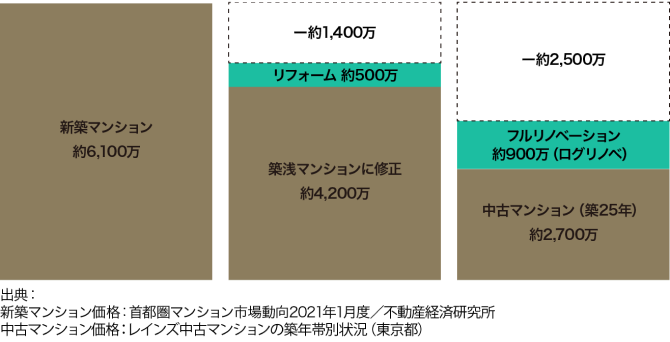 新築マンション
約6,100万
ー約1,400万
リフォーム 約500万
築浅マンションに修正
約4,200万
ー約2,500万
フルリノベーション
約900万（ログリノベ）
中古マンション（築25年）
約2,700万
出典：
新築マンション価格：首都圏マンション市場動向2021年1月度／不動産経済研究所
中古マンション価格：レインズ中古マンションの築年帯別状況（東京都）